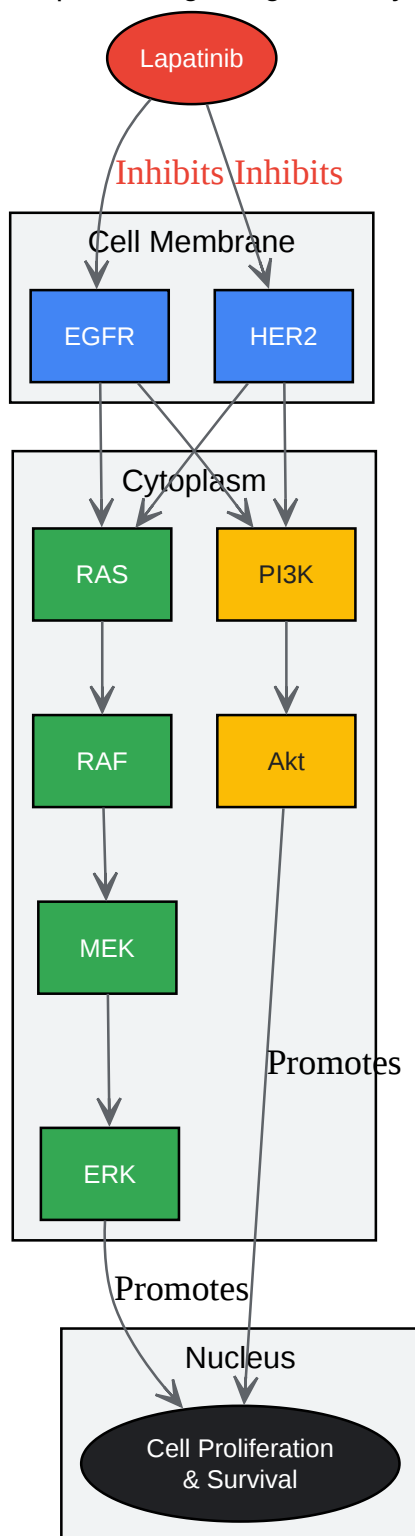 Lapatinib
Inhibits Inhibits
Cell Membrane
EGFR HER2
Cytoplasm
RAS PI3K
RAF Akt
MEK
Promotes
ERK
Promotes
Nucleus
Cell Proliferation
& Survival